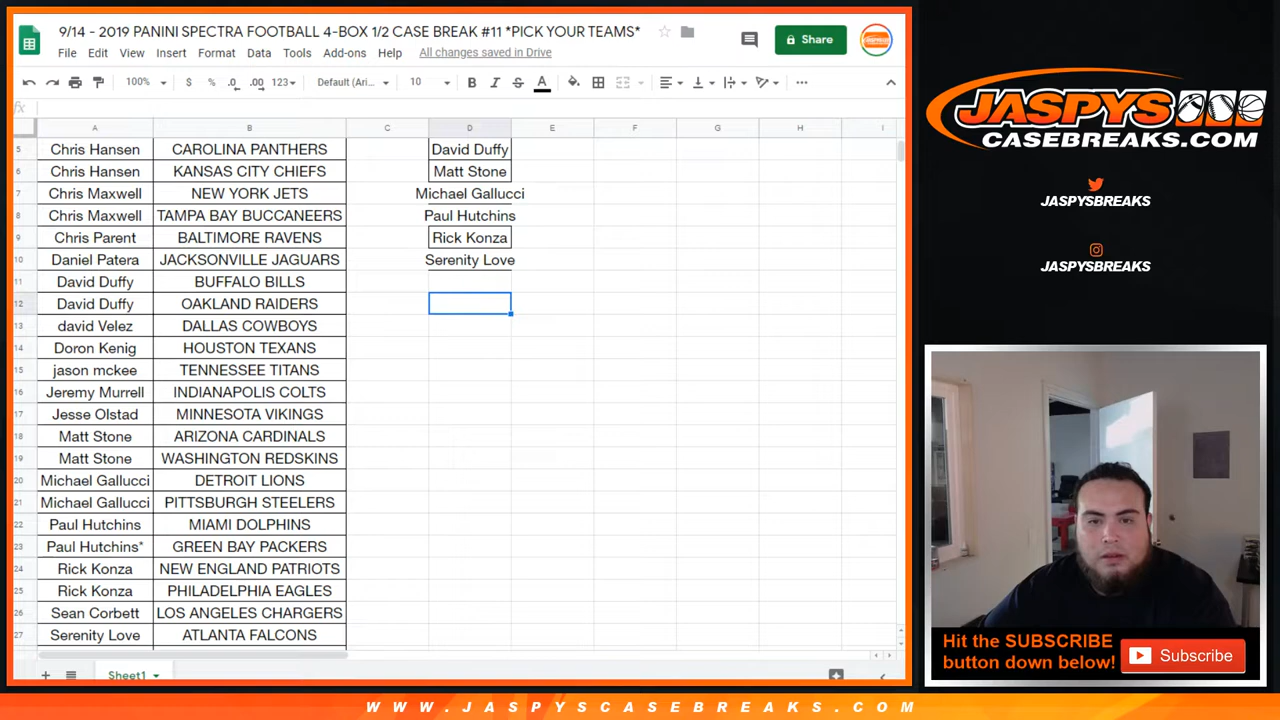 9/14 - 2019 PANINI SPECTRA FOOTBALL 4-BOX 1/2 CASE BREAK #11 *PICK YOUR TEAMS*
File Edit View Format Data Tools Add-ons Help All changes saved in Drive
Share
100% $ % .0 .00 123 Default (Ari... 10 B I S A
fx
A B C D E F G H I
5 Chris Hansen CAROLINA PANTHERS David Duffy
6 Chris Hansen KANSAS CITY CHIEFS Matt Stone
7 Chris Maxwell NEW YORK JETS Michael Gallucci
8 Chris Maxwell TAMPA BAY BUCCANEERS Paul Hutchins
9 Chris Parent BALTIMORE RAVENS Rick Konza
10 Daniel Patera JACKSONVILLE JAGUARS Serenity Love
11 David Duffy BUFFALO BILLS
12 David Duffy OAKLAND RAIDERS
13 david Velez DALLAS COWBOYS
14 Doron Kenig HOUSTON TEXANS
15 jason mckee TENNESSEE TITANS
16 Jeremy Murrell INDIANAPOLIS COLTS
17 Jesse Olstad MINNESOTA VIKINGS
18 Matt Stone ARIZONA CARDINALS
19 Matt Stone WASHINGTON REDSKINS
20 Michael Gallucci DETROIT LIONS
21 Michael Gallucci PITTSBURGH STEELERS
22 Paul Hutchins MIAMI DOLPHINS
23 Paul Hutchins* GREEN BAY PACKERS
24 Rick Konza NEW ENGLAND PATRIOTS
25 Rick Konza PHILADELPHIA EAGLES
26 Sean Corbett LOS ANGELES CHARGERS
27 Serenity Love ATLANTA FALCONS
Sheet1
JASPYS
CASEBREAKS.COM
JASPYSBREAKS
JASPYSBREAKS
Hit the SUBSCRIBE
button down below!
Subscribe
WWW.JASPYSCASEBREAKS.COM